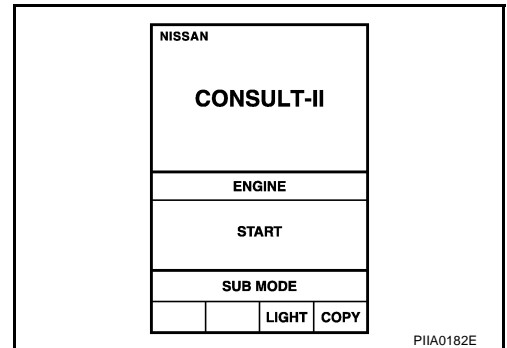 NISSAN
CONSULT-II
ENGINE
START
SUB MODE
LIGHT COPY
PIIA0182E